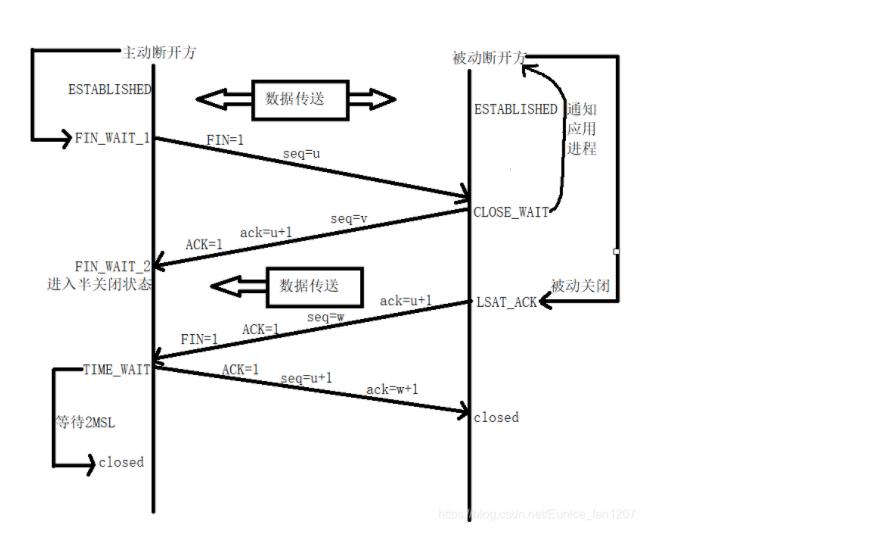 主动断开方
被动断开方
ESTABLISHED
数据传送
ESTABLISHED
通知
应用
进程
FIN_WAIT_1
FIN=1
seq=u
CLOSE_WAIT
seq=v
ack=u+1
ACK=1
FIN_WAIT_2
进入半关闭状态
数据传送
被动关闭
ack=u+1
LSAT_ACK
seq=w
ACK=1
FIN=1
TIME_WAIT
ACK=1
seq=u+1
ack=w+1
closed
等待2MSL
closed
https://blog.csdn.net/Eunice_fan1207